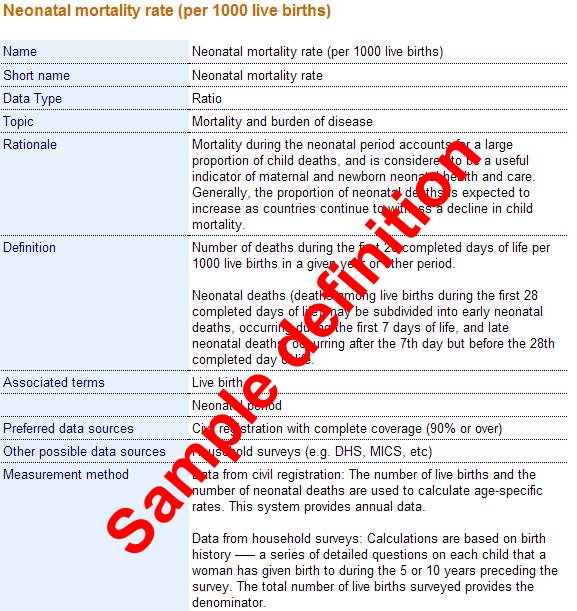 Neonatal mortality rate (per 1000 live births)
Name Neonatal mortality rate (per 1000 live births)
Short name Neonatal mortality rate
Data Type Ratio
Topic Mortality and burden of disease
Rationale Mortality during the neonatal period accounts for a large
proportion of child deaths, and is considered to be a useful
indicator of maternal and newborn neonatal health and care.
Generally, the proportion of neonatal deaths is expected to
increase as countries continue to witness a decline in child
mortality.
Definition Number of deaths during the first 28 completed days of life per
1000 live births in a given year or other period.
Neonatal deaths (deaths among live births during the first 28
completed days of life) may be subdivided into early neonatal
deaths, occurring during the first 7 days of life, and late
neonatal deaths, occurring after the 7th day but before the 28th
completed day of life.
Associated terms Live birth
Neonatal period
Preferred data sources Civil registration with complete coverage (90% or over)
Other possible data sources Household surveys (e.g. DHS, MICS, etc)
Measurement method Data from civil registration: The number of live births and the
number of neonatal deaths are used to calculate age-specific
rates. This system provides annual data.
Data from household surveys: Calculations are based on birth
history —– a series of detailed questions on each child that a
woman has given birth to during the 5 or 10 years preceding the
survey. The total number of live births surveyed provides the
denominator.
Sample definition